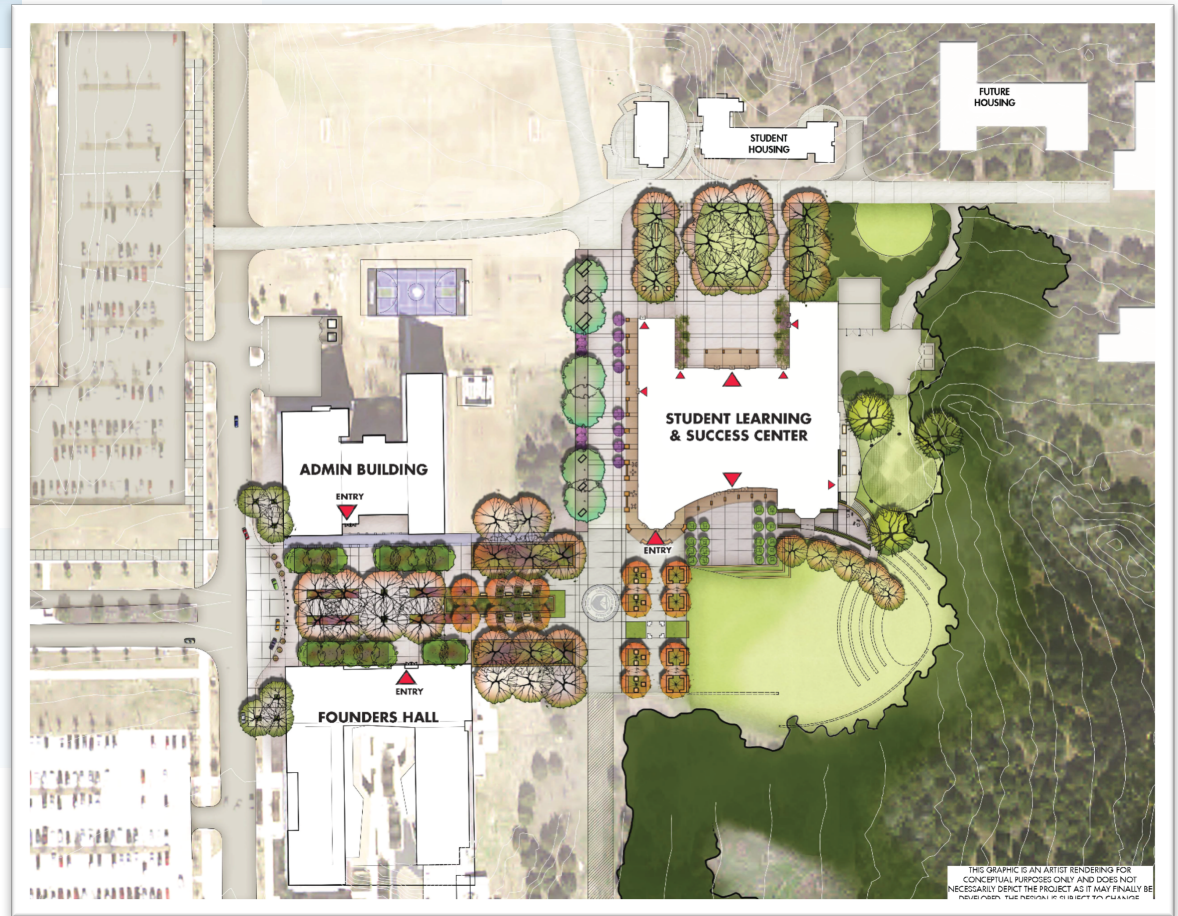 FUTURE
HOUSING
STUDENT
HOUSING
STUDENT LEARNING
& SUCCESS CENTER
ADMIN BUILDING
ENTRY
ENTRY
ENTRY
FOUNDERS HALL
THIS GRAPHIC IS AN ARTIST RENDERING FOR
CONCEPTUAL PURPOSES ONLY AND DOES NOT
NECESSARILY DEPICT THE PROJECT AS IT MAY FINALLY BE
DEVELOPED. THE DESIGN IS SUBJECT TO CHANGE